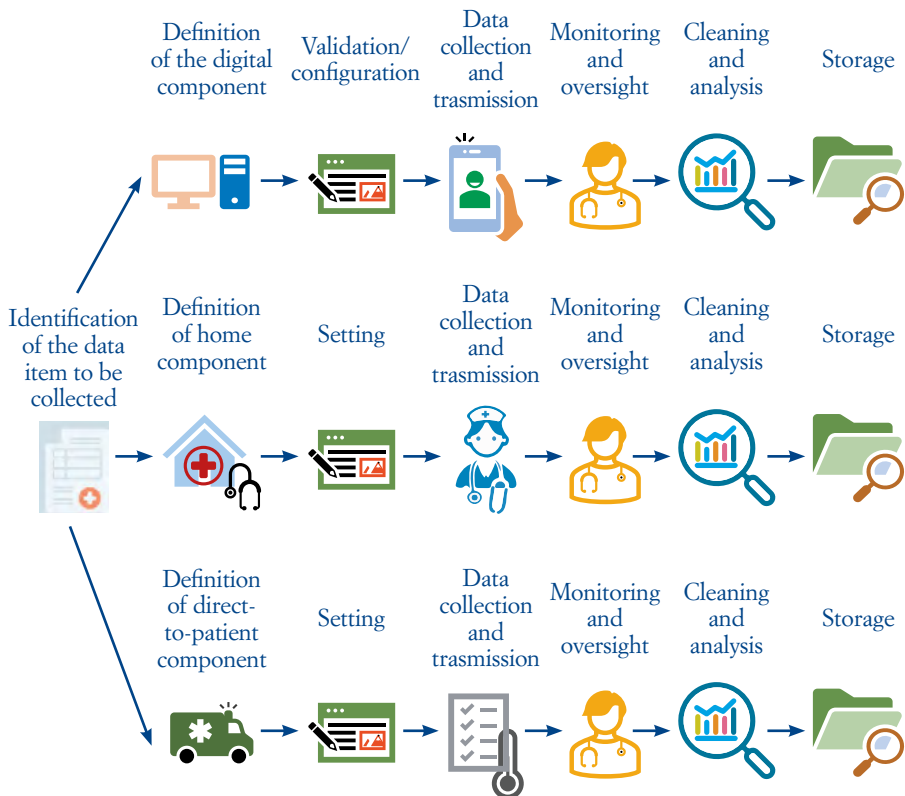 Definition
of the digital
component
Validation/
configuration
Data
collection
and
trasmission
Monitoring
and
oversight
Cleaning
and
analysis
Storage
Identification
of the data
item to be
collected
Definition
of home
component
Setting
Data
collection
and
trasmission
Monitoring
and
oversight
Cleaning
and
analysis
Storage
Definition
of direct-
to-patient
component
Setting
Data
collection
and
trasmission
Monitoring
and
oversight
Cleaning
and
analysis
Storage